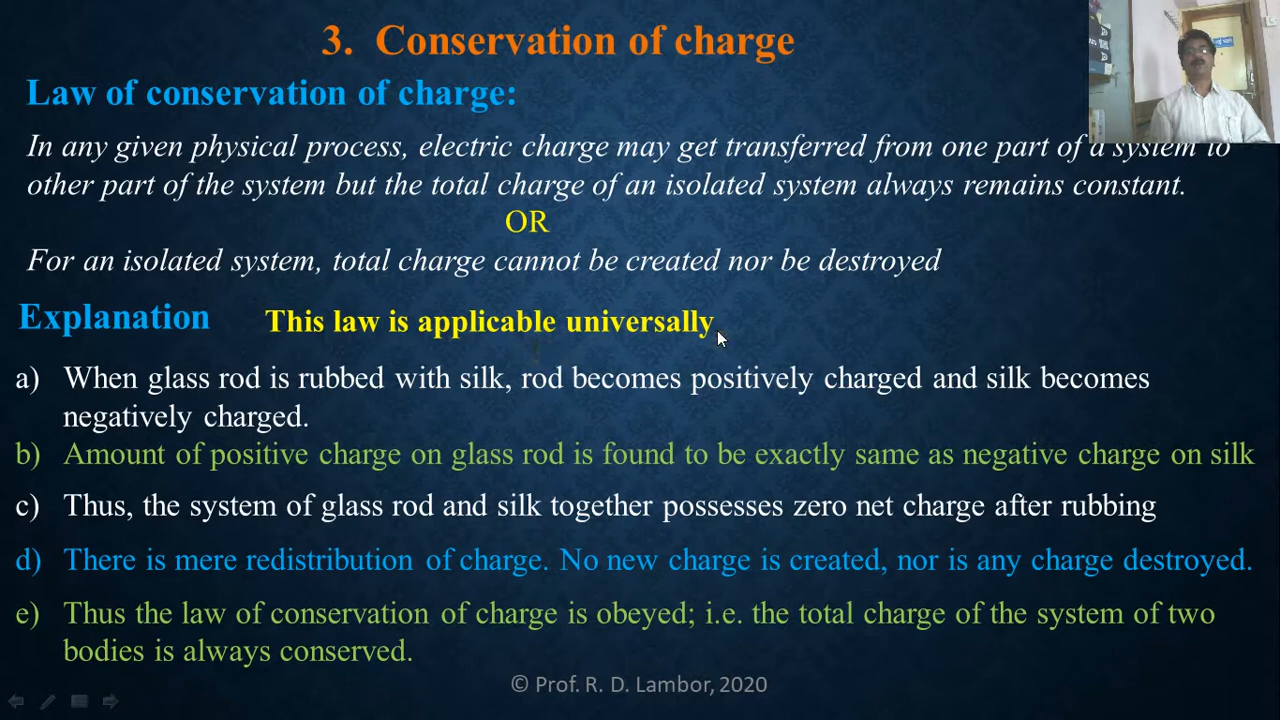 3. Conservation of charge
Law of conservation of charge:
In any given physical process, electric charge may get transferred from one part of a system to
other part of the system but the total charge of an isolated system always remains constant.
OR
For an isolated system, total charge cannot be created nor be destroyed
Explanation This law is applicable universally
a) When glass rod is rubbed with silk, rod becomes positively charged and silk becomes
negatively charged.
b) Amount of positive charge on glass rod is found to be exactly same as negative charge on silk
c) Thus, the system of glass rod and silk together possesses zero net charge after rubbing
d) There is mere redistribution of charge. No new charge is created, nor is any charge destroyed.
e) Thus the law of conservation of charge is obeyed; i.e. the total charge of the system of two
bodies is always conserved.
© Prof. R. D. Lambor, 2020